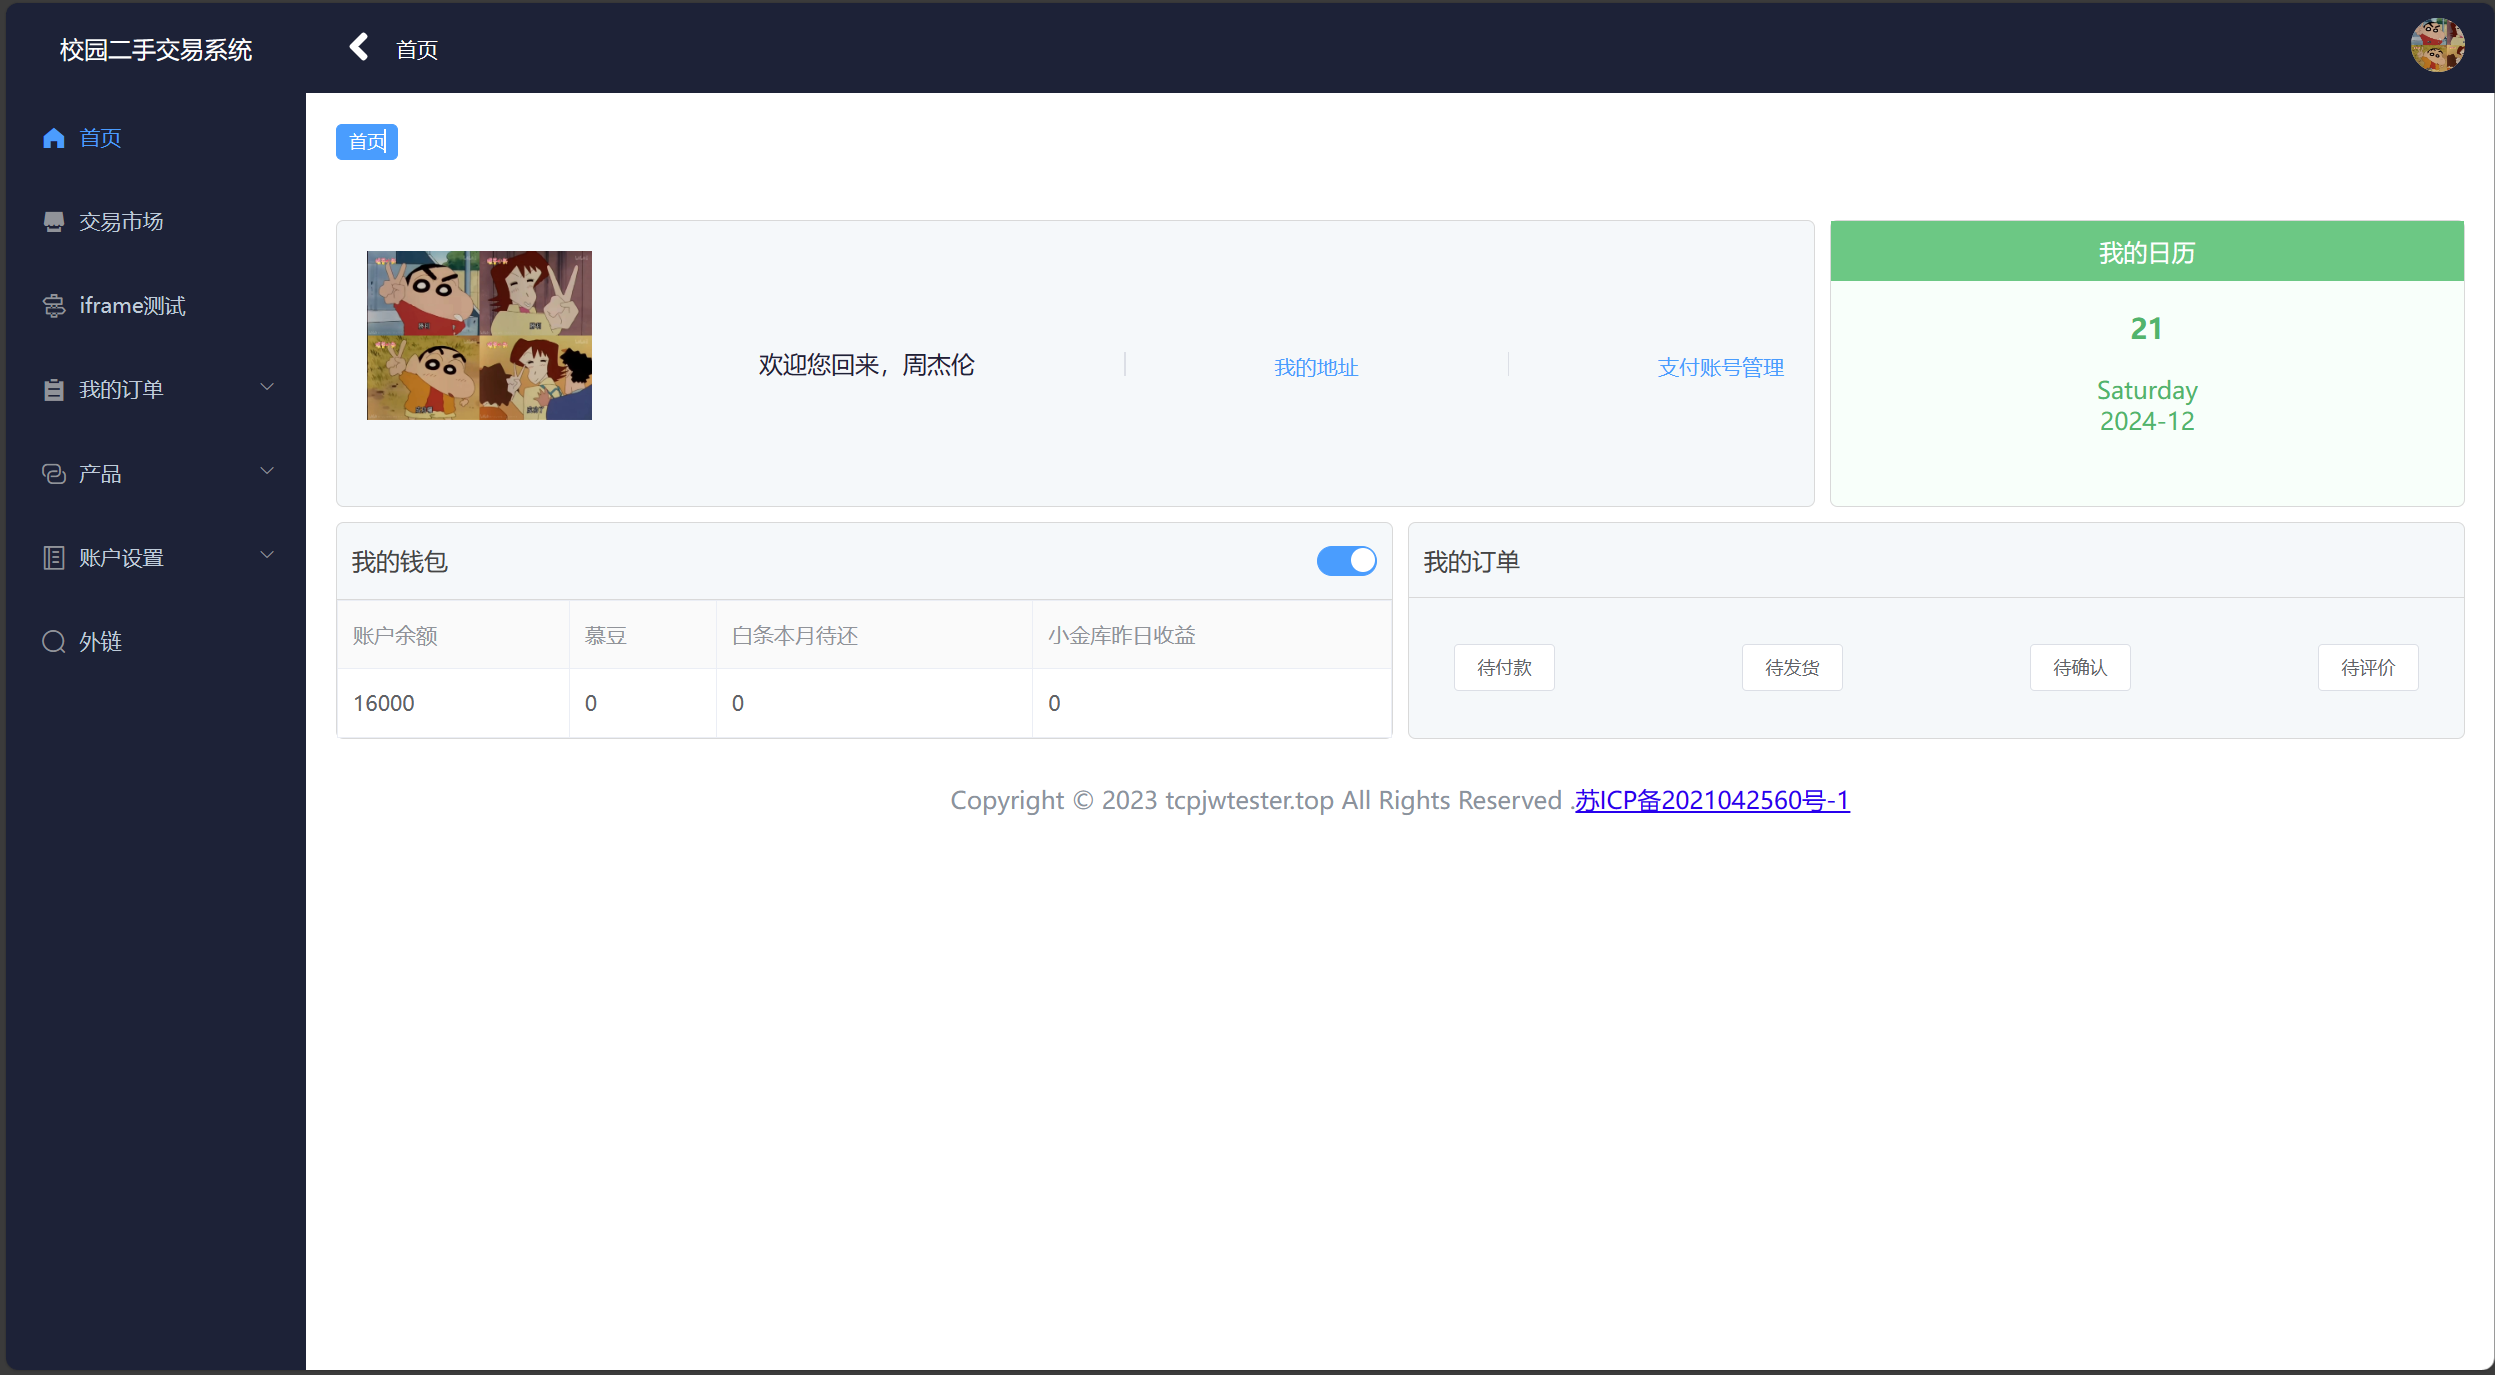 校园二手交易系统
首页
首页
交易市场
iframe测试
我的订单
产品
账户设置
外链
首页
欢迎您回来，周杰伦
我的地址
支付账号管理
我的日历
21
Saturday
2024-12
我的钱包
账户余额 慕豆 白条本月待还 小金库昨日收益
16000 0 0 0
我的订单
待付款 待发货 待确认 待评价
Copyright © 2023 tcpjwtester.top All Rights Reserved .苏ICP备2021042560号-1